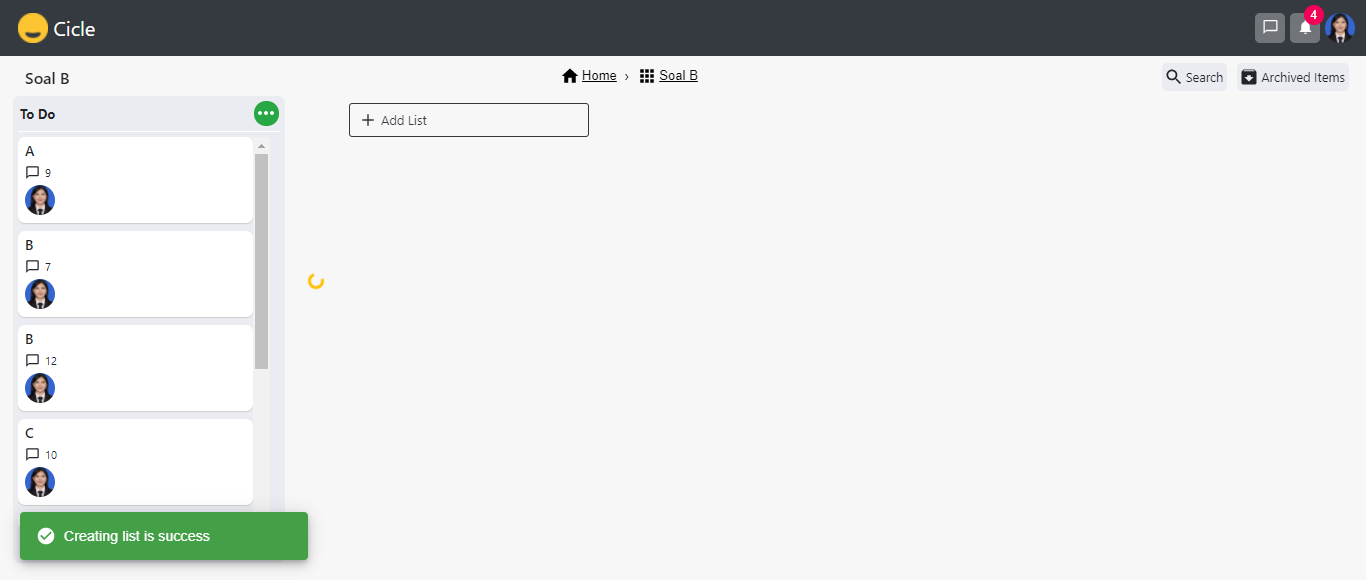 Cicle
4
Soal B
Home › Soal B
Search
Archived Items
To Do
Add List
A
9
B
7
B
12
C
10
Creating list is success